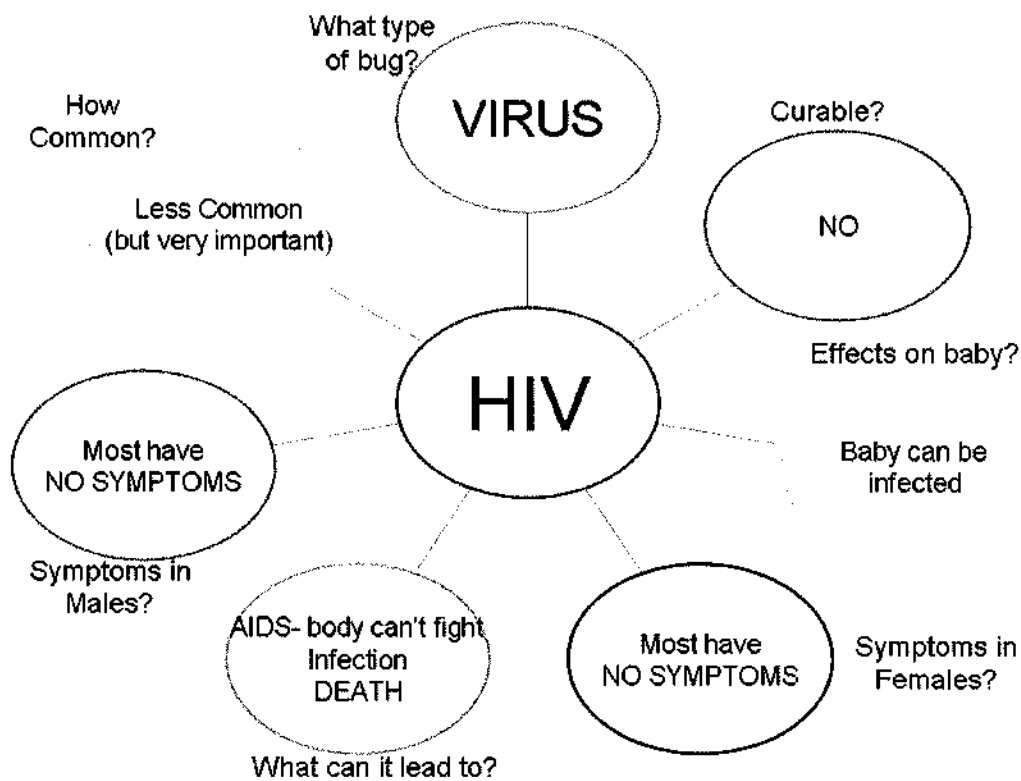 What type
of bug?
VIRUS
How
Common?
Less Common
(but very important)
Curable?
NO
HIV
Effects on baby?
Baby can be
infected
Most have
NO SYMPTOMS
Symptoms in
Males?
AIDS- body can't fight
Infection
DEATH
What can it lead to?
Most have
NO SYMPTOMS
Symptoms in
Females?